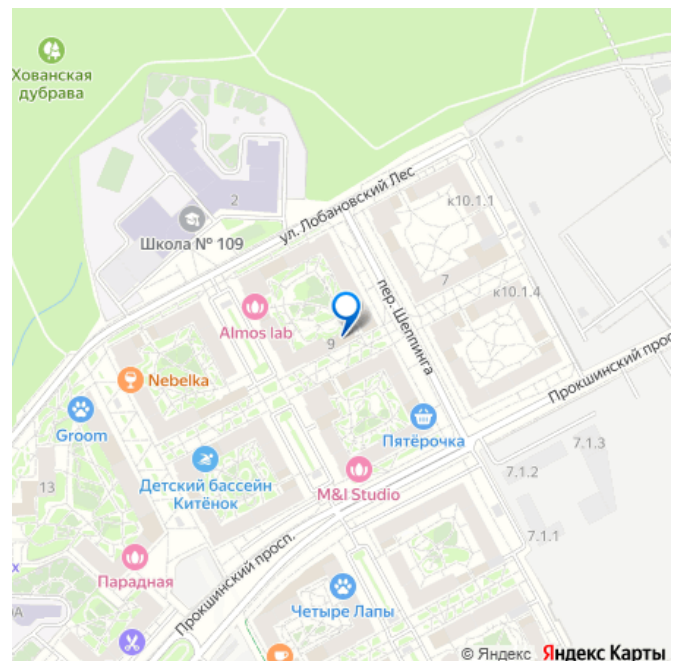 Хованская
дубрава
2
Школа № 109
ул. Лобановский Лес
к10.1.1
7
к10.1.4
пер. Шеппинга
Almos lab
9
Nebelka
Прокшинский прос
Groom
Пятёрочка
Детский бассейн
Китёнок
M&I Studio
7.1.3
7.1.2
7.1.1
13
х
Парадная
Прокшинский просп.
Четыре Лапы
© Яндекс Яндекс Карты